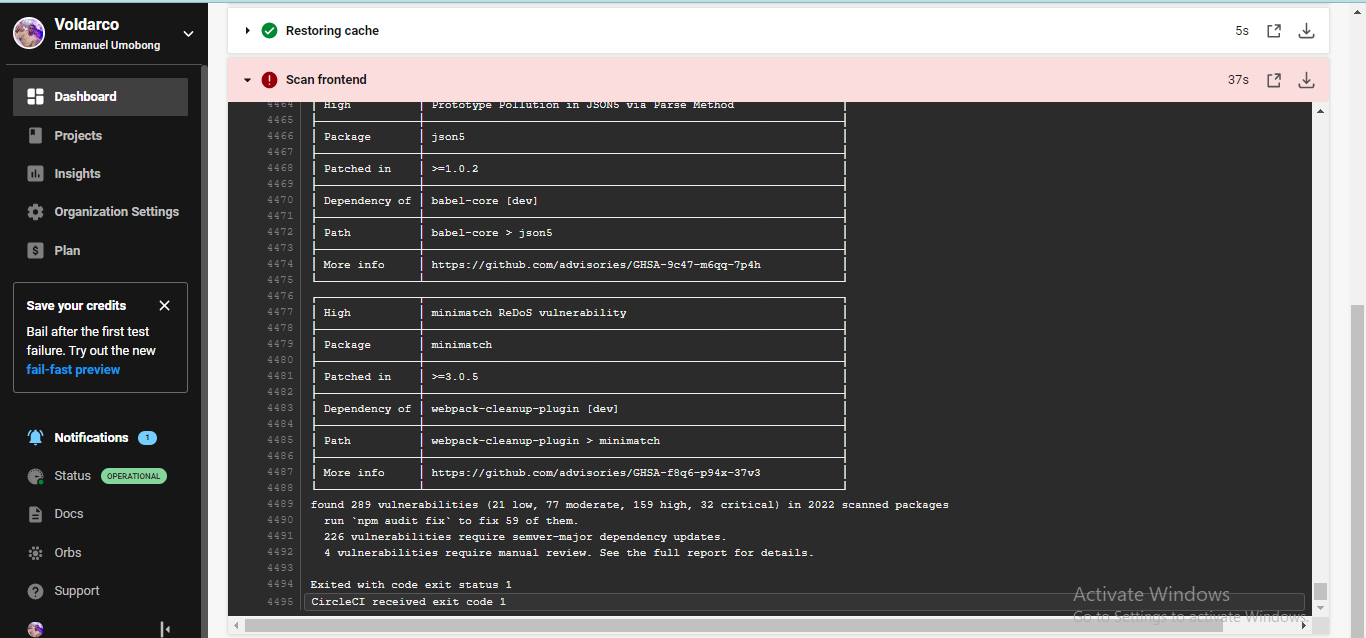 Voldarco
Emmanuel Umobong
Dashboard
Projects
Insights
Organization Settings
Plan
Save your credits
Bail after the first test
failure. Try out the new
fail-fast preview
Notifications 1
Status OPERATIONAL
Docs
Orbs
Support
Restoring cache 5s
Scan frontend 37s
4464 High Prototype Pollution in JSON5 via Parse Method
4465
4466 Package json5
4467
4468 Patched in >=1.0.2
4469
4470 Dependency of babel-core [dev]
4471
4472 Path babel-core > json5
4473
4474 More info https://github.com/advisories/GHSA-9c47-m6qq-7p4h
4475
4476
4477 High minimatch ReDoS vulnerability
4478
4479 Package minimatch
4480
4481 Patched in >=3.0.5
4482
4483 Dependency of webpack-cleanup-plugin [dev]
4484
4485 Path webpack-cleanup-plugin > minimatch
4486
4487 More info https://github.com/advisories/GHSA-f8q6-p94x-37v3
4488
4489 found 289 vulnerabilities (21 low, 77 moderate, 159 high, 32 critical) in 2022 scanned packages
4490 run `npm audit fix` to fix 59 of them.
4491 226 vulnerabilities require semver-major dependency updates.
4492 4 vulnerabilities require manual review. See the full report for details.
4493
4494 Exited with code exit status 1
4495 CircleCI received exit code 1
Activate Windows
Go to Settings to activate Windows.